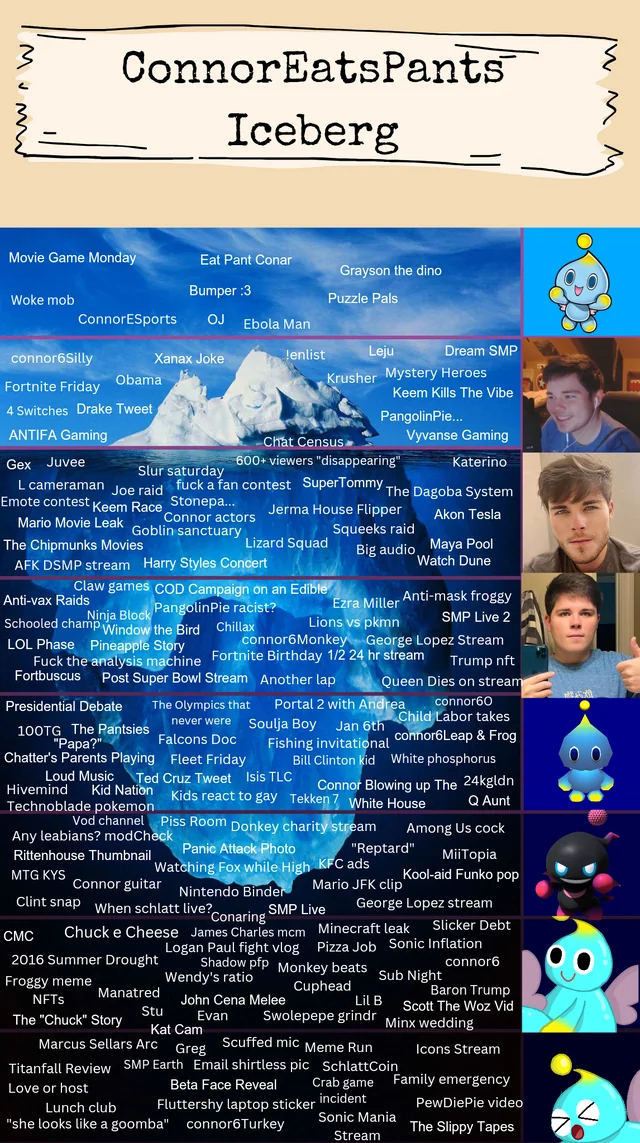 ConnorEatsPants
Iceberg
Movie Game Monday
Eat Pant Conar
Grayson the dino
Woke mob
Bumper :3
Puzzle Pals
ConnorESports
OJ
Ebola Man
connor6Silly
Xanax Joke
!enlist
Leju
Dream SMP
Fortnite Friday
Obama
Krusher
Mystery Heroes
Keem Kills The Vibe
4 Switches
Drake Tweet
PangolinPie...
ANTIFA Gaming
Chat Census
Vyvanse Gaming
Gex
Juvee
Slur saturday
600+ viewers "disappearing"
Katerino
L cameraman
Joe raid
fuck a fan contest
SuperTommy
The Dagoba System
Emote contest
Keem Race
Stonepa...
Jerma House Flipper
Akon Tesla
Mario Movie Leak
Connor actors
Goblin sanctuary
Squeeks raid
The Chipmunks Movies
Lizard Squad
Big audio
Maya Pool
AFK DSMP stream
Harry Styles Concert
Watch Dune
Claw games
COD Campaign on an Edible
Anti-vax Raids
Ninja Block
PangolinPie racist?
Ezra Miller
Anti-mask froggy
Schooled champ
Window the Bird
Chillax
Lions vs pkmn
SMP Live 2
LOL Phase
Pineapple Story
connor6Monkey
George Lopez Stream
Fuck the analysis machine
Fortnite Birthday
1/2 24 hr stream
Trump nft
Fortbuscus
Post Super Bowl Stream
Another lap
Queen Dies on stream
Presidential Debate
The Olympics that
never were
Portal 2 with Andrea
connor6O
Child Labor takes
100TG
The Pantsies
Soulja Boy
Jan 6th
connor6Leap & Frog
"Papa?"
Falcons Doc
Fishing invitational
Chatter's Parents Playing
Loud Music
Fleet Friday
Bill Clinton kid
White phosphorus
Ted Cruz Tweet
Isis TLC
Connor Blowing up The
White House
24kgldn
Hivemind
Kid Nation
Kids react to gay
Tekken 7
Q Aunt
Technoblade pokemon
Vod channel
Piss Room
Donkey charity stream
Among Us cock
Any leabians? modCheck
Rittenhouse Thumbnail
Panic Attack Photo
"Reptard"
MiiTopia
MTG KYS
Watching Fox while High
KFC ads
Kool-aid Funko pop
Connor guitar
Nintendo Binder
Mario JFK clip
Clint snap
When schlatt live?
Conaring
SMP Live
George Lopez stream
CMC
Chuck e Cheese
James Charles mcm
Minecraft leak
Slicker Debt
Logan Paul fight vlog
Pizza Job
Sonic Inflation
2016 Summer Drought
Shadow pfp
Monkey beats
connor6
Froggy meme
Wendy's ratio
Cuphead
Sub Night
Baron Trump
NFTs
Manatred
John Cena Melee
Lil B
Scott The Woz Vid
The "Chuck" Story
Stu
Evan
Swolepepe grindr
Minx wedding
Kat Cam
Marcus Sellars Arc
Greg
Scuffed mic
Meme Run
Icons Stream
Titanfall Review
SMP Earth
Email shirtless pic
SchlattCoin
Love or host
Beta Face Reveal
Crab game
incident
Family emergency
Lunch club
Fluttershy laptop sticker
PewDiePie video
"she looks like a goomba"
connor6Turkey
Sonic Mania
Stream
The Slippy Tapes